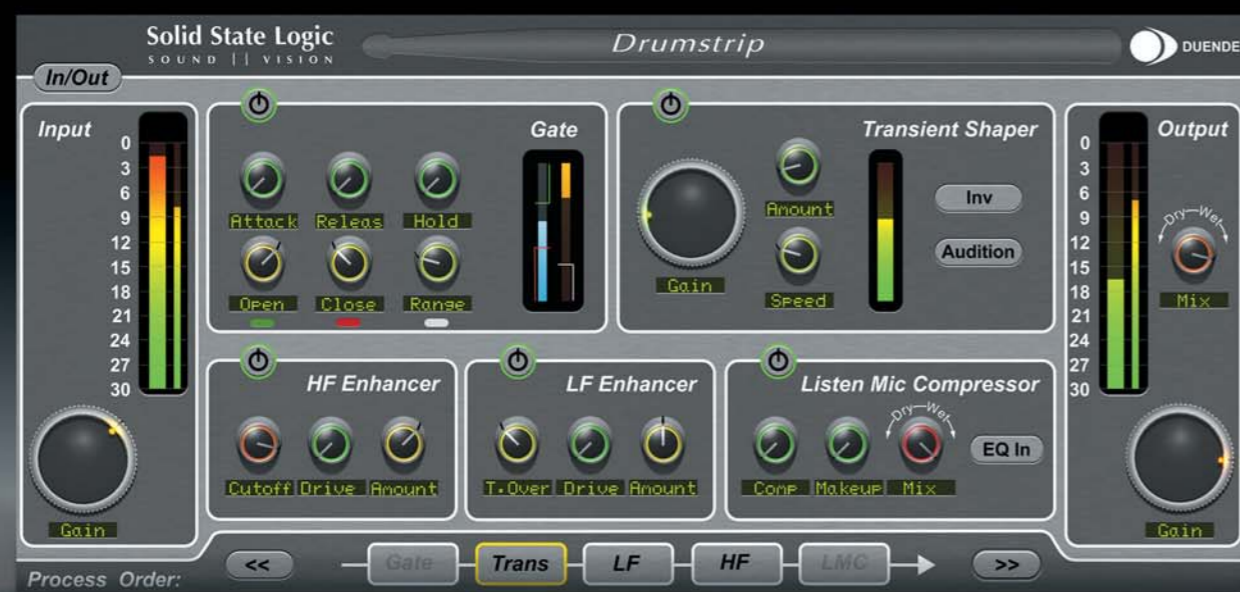 Solid State Logic
SOUND || VISION
Drumstrip
DUENDE
In/Out
Input
0
3
6
9
12
15
18
21
24
27
30
Gain
Gate
Attack Releas Hold
Open Close Range
Transient Shaper
Gain
Amount
Speed
Inv
Audition
Output
0
3
6
9
12
15
18
21
24
27
30
Dry Wet
Mix
Gain
HF Enhancer
Cutoff Drive Amount
LF Enhancer
T.Over Drive Amount
Listen Mic Compressor
Dry Wet
Comp Makeup Mix
EQ In
Process Order:
<< Gate Trans LF HF LMC >>